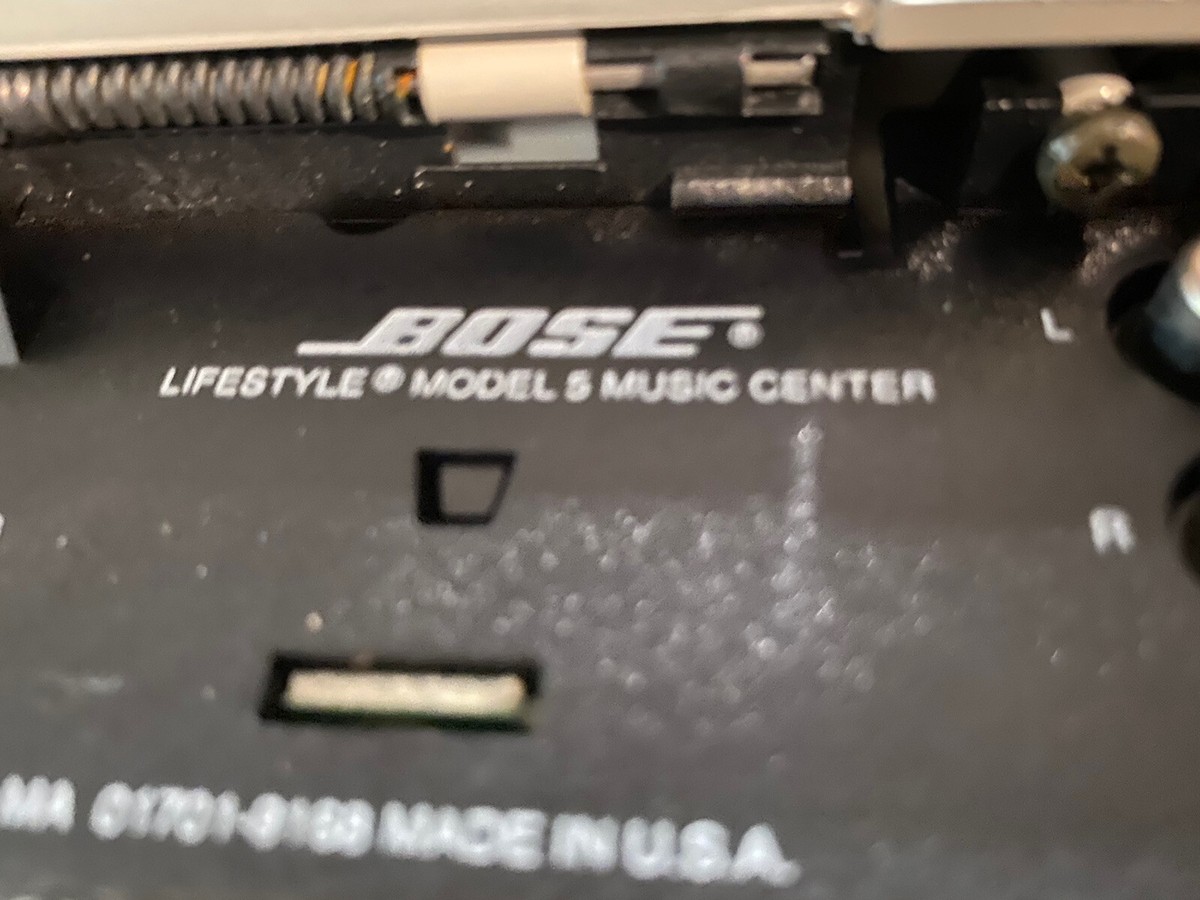 BOSE®
LIFESTYLE® MODEL 5 MUSIC CENTER
L
R
MA 01701-9168 MADE IN U.S.A.